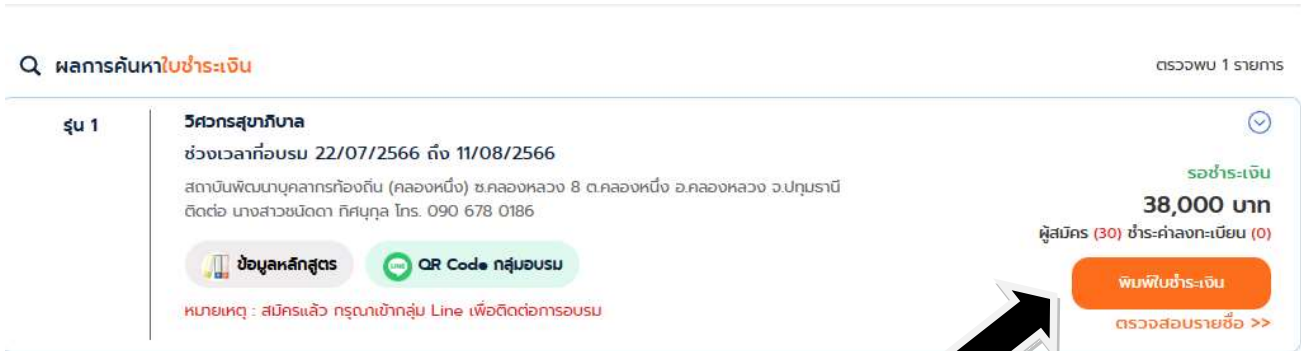 ผลการค้นหาใบชำระเงิน
ตรวจพบ 1 รายการ
รุ่น 1
วิศวกรสุขาภิบาล
ช่วงเวลาที่อบรม 22/07/2566 ถึง 11/08/2566
สถาบันพัฒนาบุคลากรท้องถิ่น (คลองหนึ่ง) ซ.คลองหลวง 8 ต.คลองหนึ่ง อ.คลองหลวง จ.ปทุมธานี
ติดต่อ นางสาวชนัดดา ทิศนุกุล โทร. 090 678 0186
ข้อมูลหลักสูตร
LINE
QR Code กลุ่มอบรม
หมายเหตุ : สมัครแล้ว กรุณาเข้ากลุ่ม Line เพื่อติดต่อการอบรม
รอชำระเงิน
38,000 บาท
ผู้สมัคร (30) ชำระค่าลงทะเบียน (0)
พิมพ์ใบชำระเงิน
ตรวจสอบรายชื่อ >>